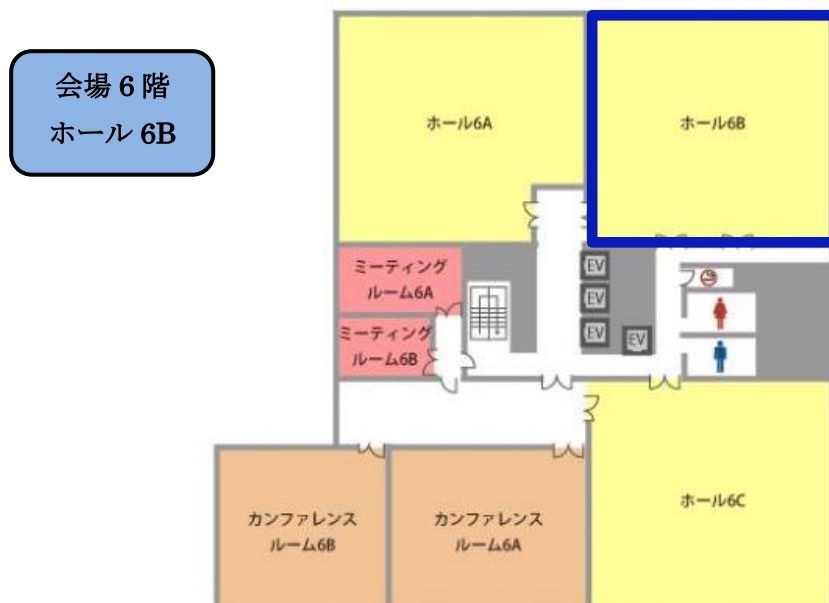 会場 6 階
ホール 6B
ホール6A
ホール6B
ミーティング
ルーム6A
EV
EV
ミーティング
ルーム6B
EV
EV
ホール6C
カンファレンス
ルーム6B
カンファレンス
ルーム6A